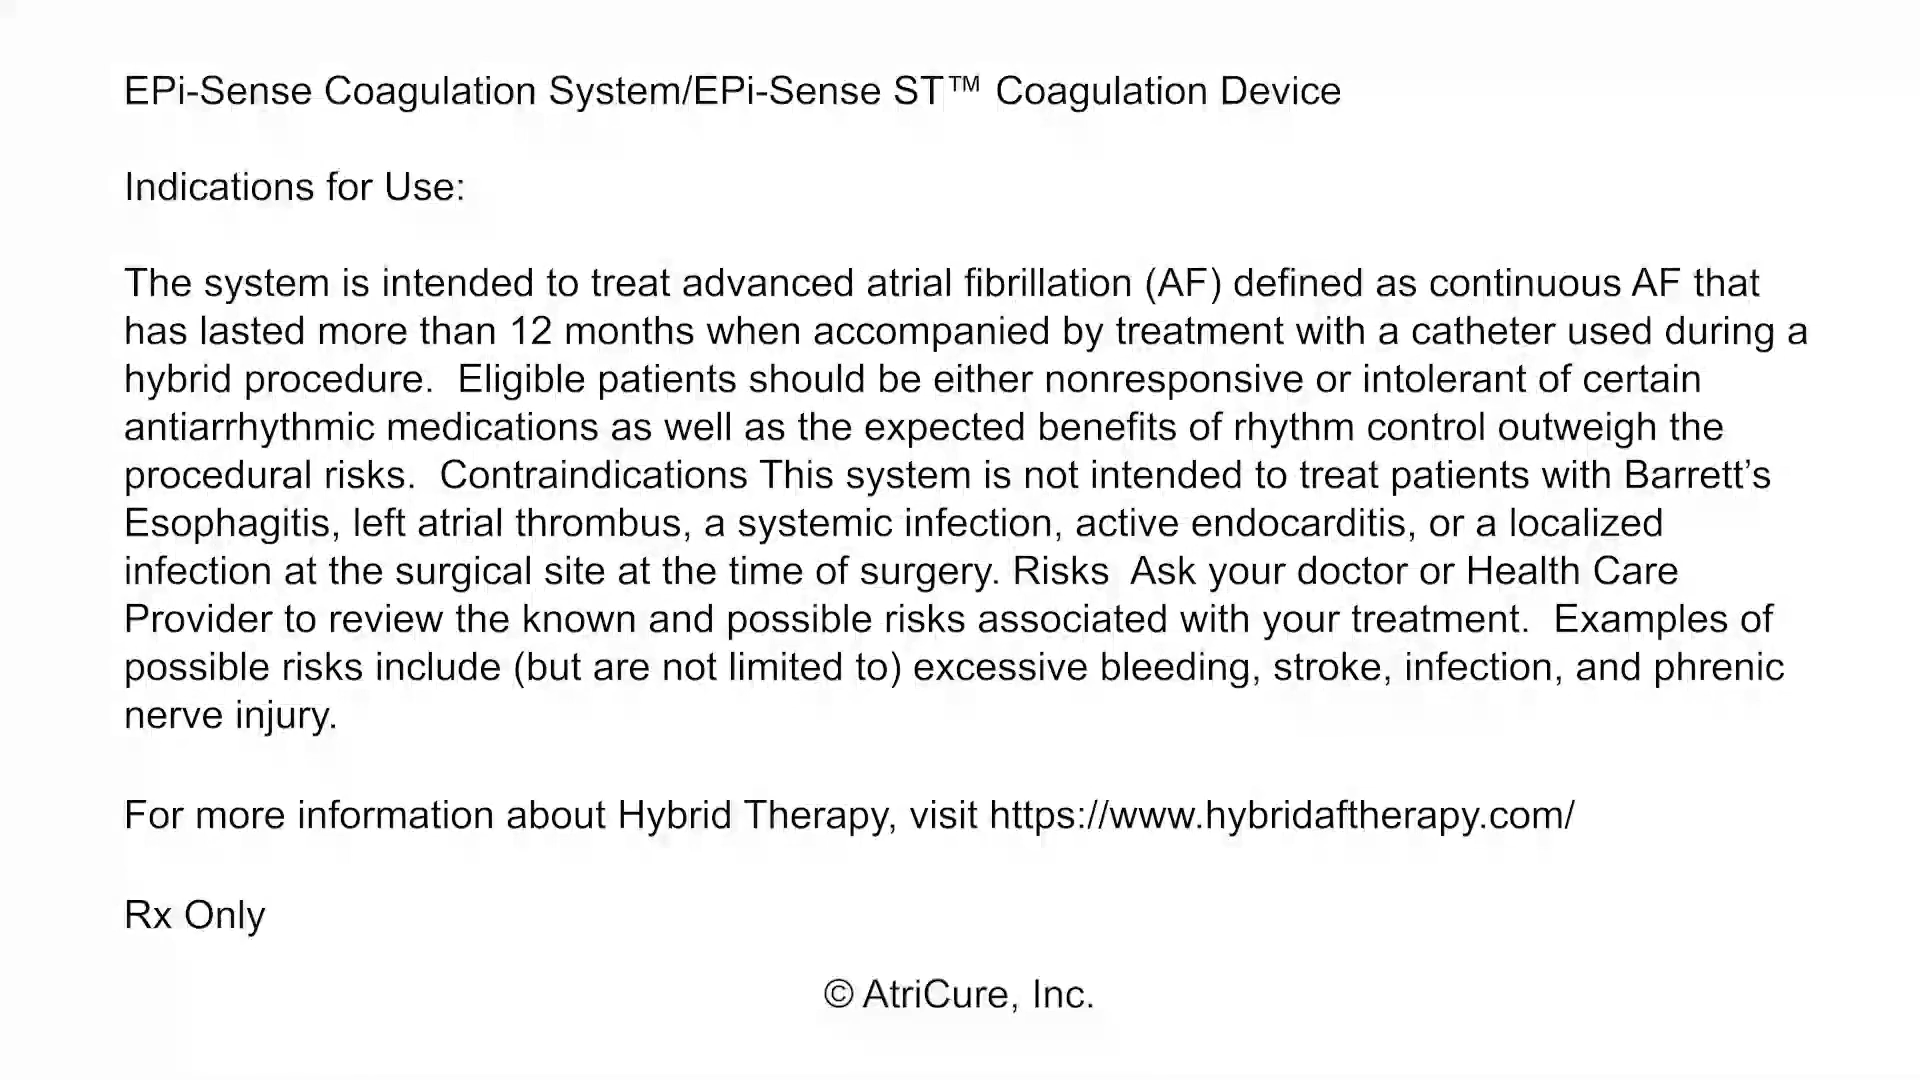 EPi-Sense Coagulation System/EPi-Sense ST™ Coagulation Device
Indications for Use:
The system is intended to treat advanced atrial fibrillation (AF) defined as continuous AF that
has lasted more than 12 months when accompanied by treatment with a catheter used during a
hybrid procedure.  Eligible patients should be either nonresponsive or intolerant of certain
antiarrhythmic medications as well as the expected benefits of rhythm control outweigh the
procedural risks.  Contraindications This system is not intended to treat patients with Barrett’s
Esophagitis, left atrial thrombus, a systemic infection, active endocarditis, or a localized
infection at the surgical site at the time of surgery. Risks  Ask your doctor or Health Care
Provider to review the known and possible risks associated with your treatment.  Examples of
possible risks include (but are not limited to) excessive bleeding, stroke, infection, and phrenic
nerve injury.
For more information about Hybrid Therapy, visit https://www.hybridaftherapy.com/
Rx Only
© AtriCure, Inc.